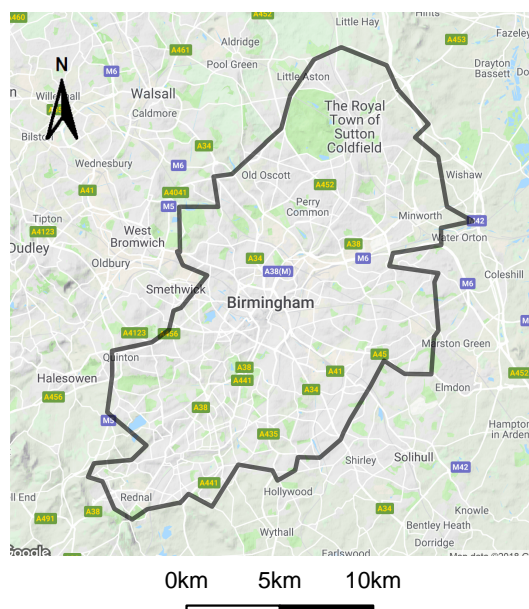 A460
A452
Hints
Little Hay
Fazeley
A453
Aldridge
A461
Pool Green
Drayton
Bassett
M6
Little Aston
N
Walsall
Caldmore
The Royal
Town of
Sutton
Coldfield
Bilston
A34
Wednesbury
M6
Old Oscott
Wishaw
A41
A4041
A452
M5
Perry
Common
Minworth
M42
Tipton
A4123
West
Bromwich
Water Orton
Dudley
A38
Oldbury
A34
M6
A38(M)
Coleshill
Smethwick
M6
Birmingham
A4123
A456
Marston Green
Quinton
A45
Halesowen
A38
A41
A452
A441
Elmdon
A456
A34
A38
M5
Hampton
in Arden
A435
Shirley
Solihull
M42
A441
Rednal
Hollywood
Knowle
A38
A34
A491
Bentley Heath
Wythall
Dorridge
Earlswood
Google
0km 5km 10km